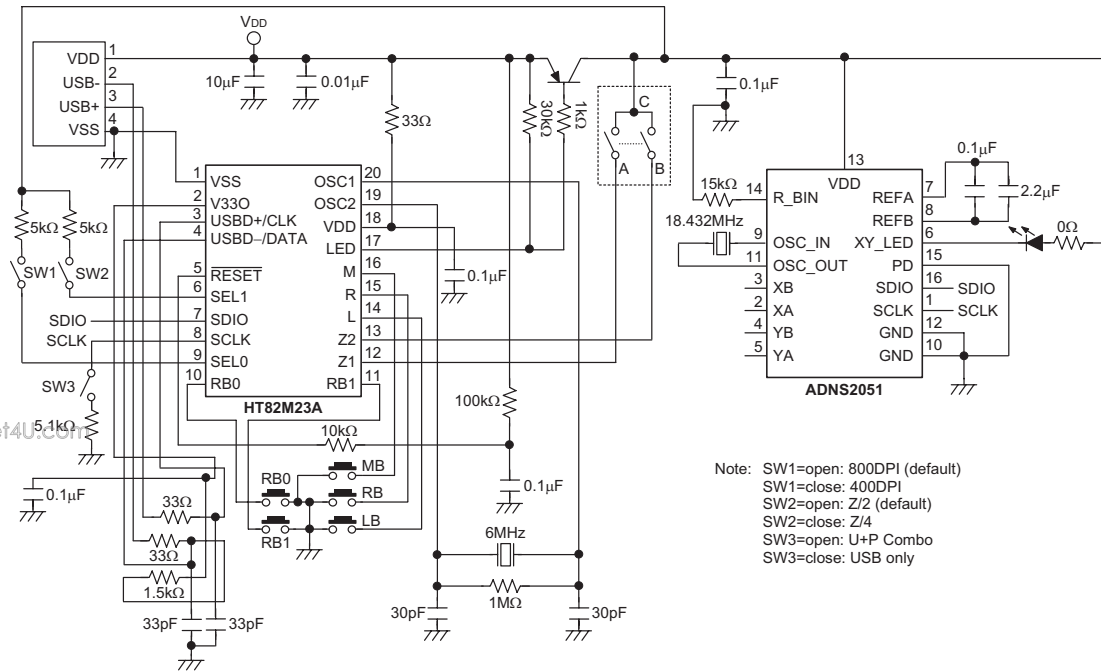 VDD
VDD 1
USB- 2
USB+ 3
VSS 4
10μF
0.01μF
33Ω
30kΩ
1kΩ
C
A
B
0.1μF
15kΩ
18.432MHz
5kΩ
5kΩ
SW1
SW2
SDIO
SCLK
SW3
5.1kΩ
1 VSS
2 V33O
3 USBD+/CLK
4 USBD–/DATA
5 RESET
6 SEL1
7 SDIO
8 SCLK
9 SEL0
10 RB0
OSC1 20
OSC2 19
VDD 18
LED 17
M 16
R 15
L 14
Z2 13
Z1 12
RB1 11
HT82M23A
0.1μF
13
VDD
14 R_BIN
9 OSC_IN
11 OSC_OUT
3 XB
2 XA
4 YB
5 YA
REFA 7
REFB 8
XY_LED 6
PD 15
SDIO 16 SDIO
SCLK 1 SCLK
GND 12
GND 10
ADNS2051
0.1μF
2.2μF
0Ω
et4U.com
100kΩ
10kΩ
0.1μF
MB
RB0
RB
RB1
LB
0.1μF
33Ω
33Ω
1.5kΩ
33pF
33pF
6MHz
1MΩ
30pF
30pF
Note: SW1=open: 800DPI (default)
SW1=close: 400DPI
SW2=open: Z/2 (default)
SW2=close: Z/4
SW3=open: U+P Combo
SW3=close: USB only